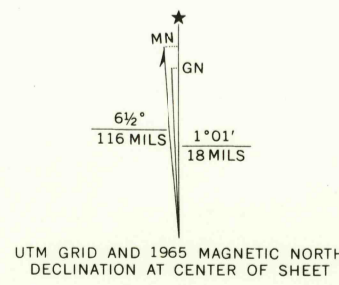 MN
GN
6½°
116 MILS
1°01'
18 MILS
UTM GRID AND 1965 MAGNETIC NORTH
DECLINATION AT CENTER OF SHEET